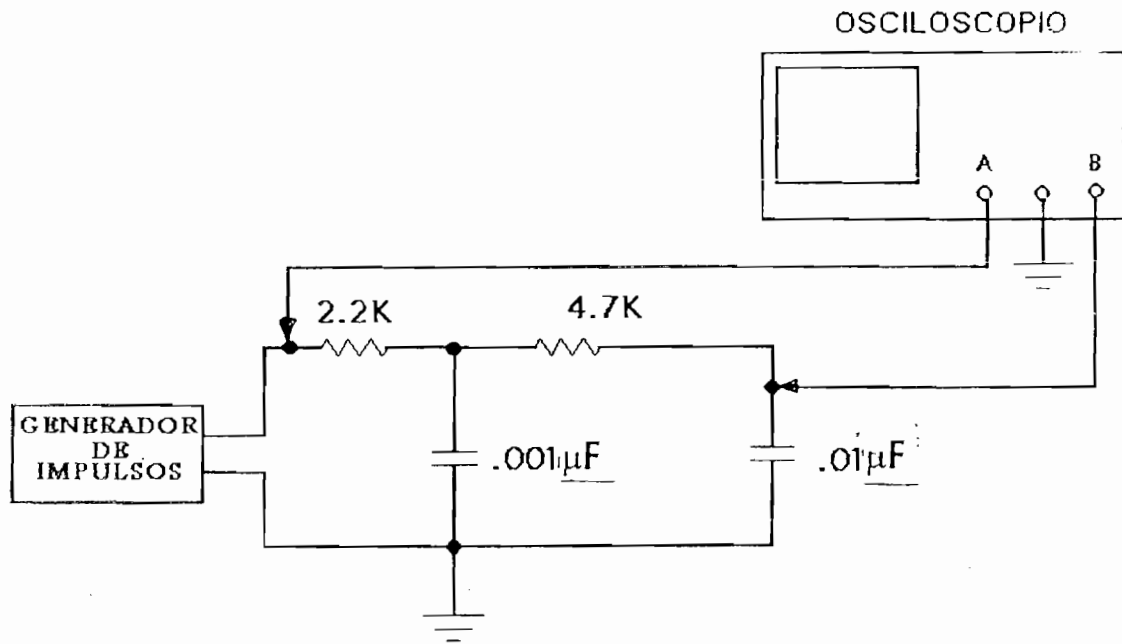 OSCILOSCOPIO
A B
2.2K 4.7K
GENERADOR
DE
IMPULSOS
.001µF .01µF